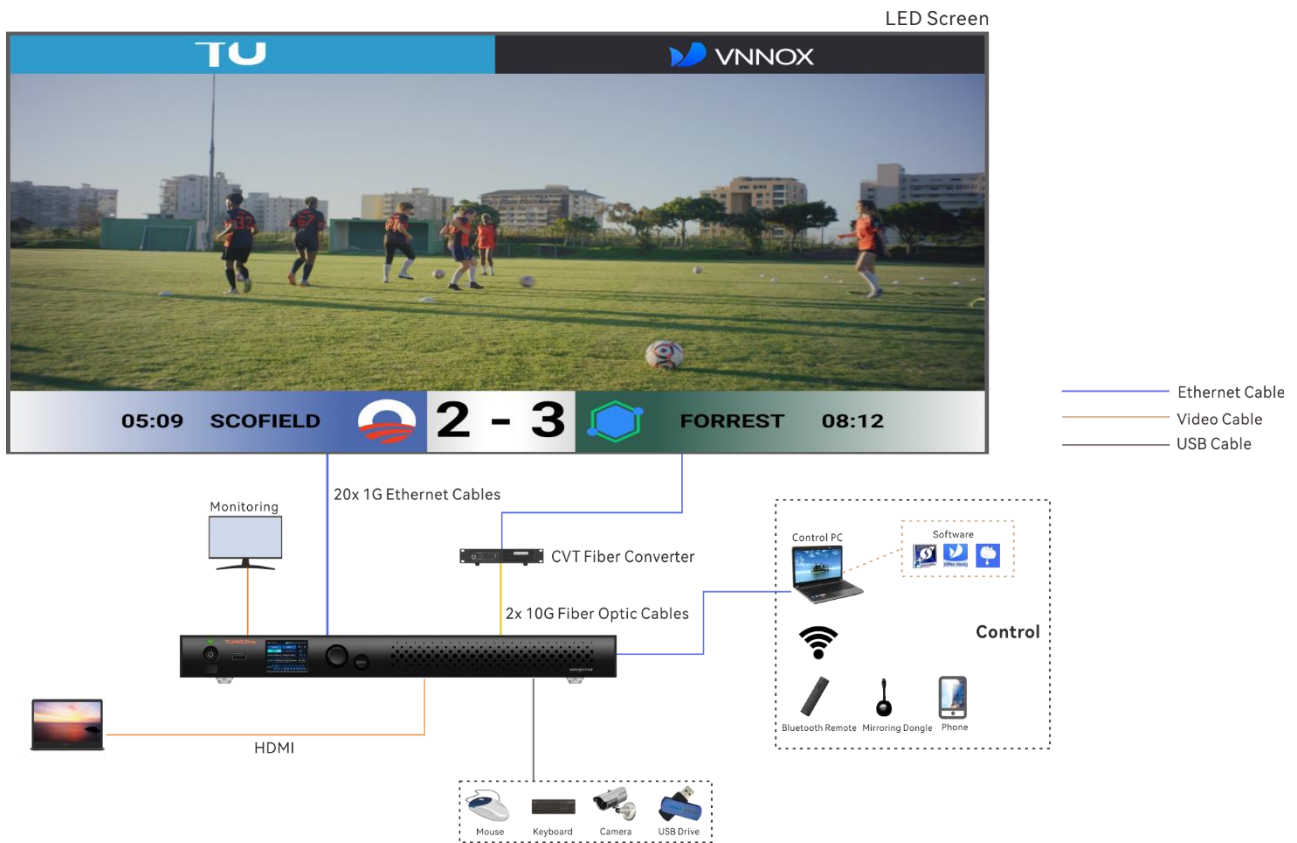 LED Screen
TU
VNNOX
05:09 SCOFIELD 2 - 3 FORREST 08:12
Ethernet Cable
Video Cable
USB Cable
20x 1G Ethernet Cables
Monitoring
CVT Fiber Converter
2x 10G Fiber Optic Cables
Control PC
Software
Control
Bluetooth Remote
Mirroring Dongle
Phone
HDMI
Mouse
Keyboard
Camera
USB Drive